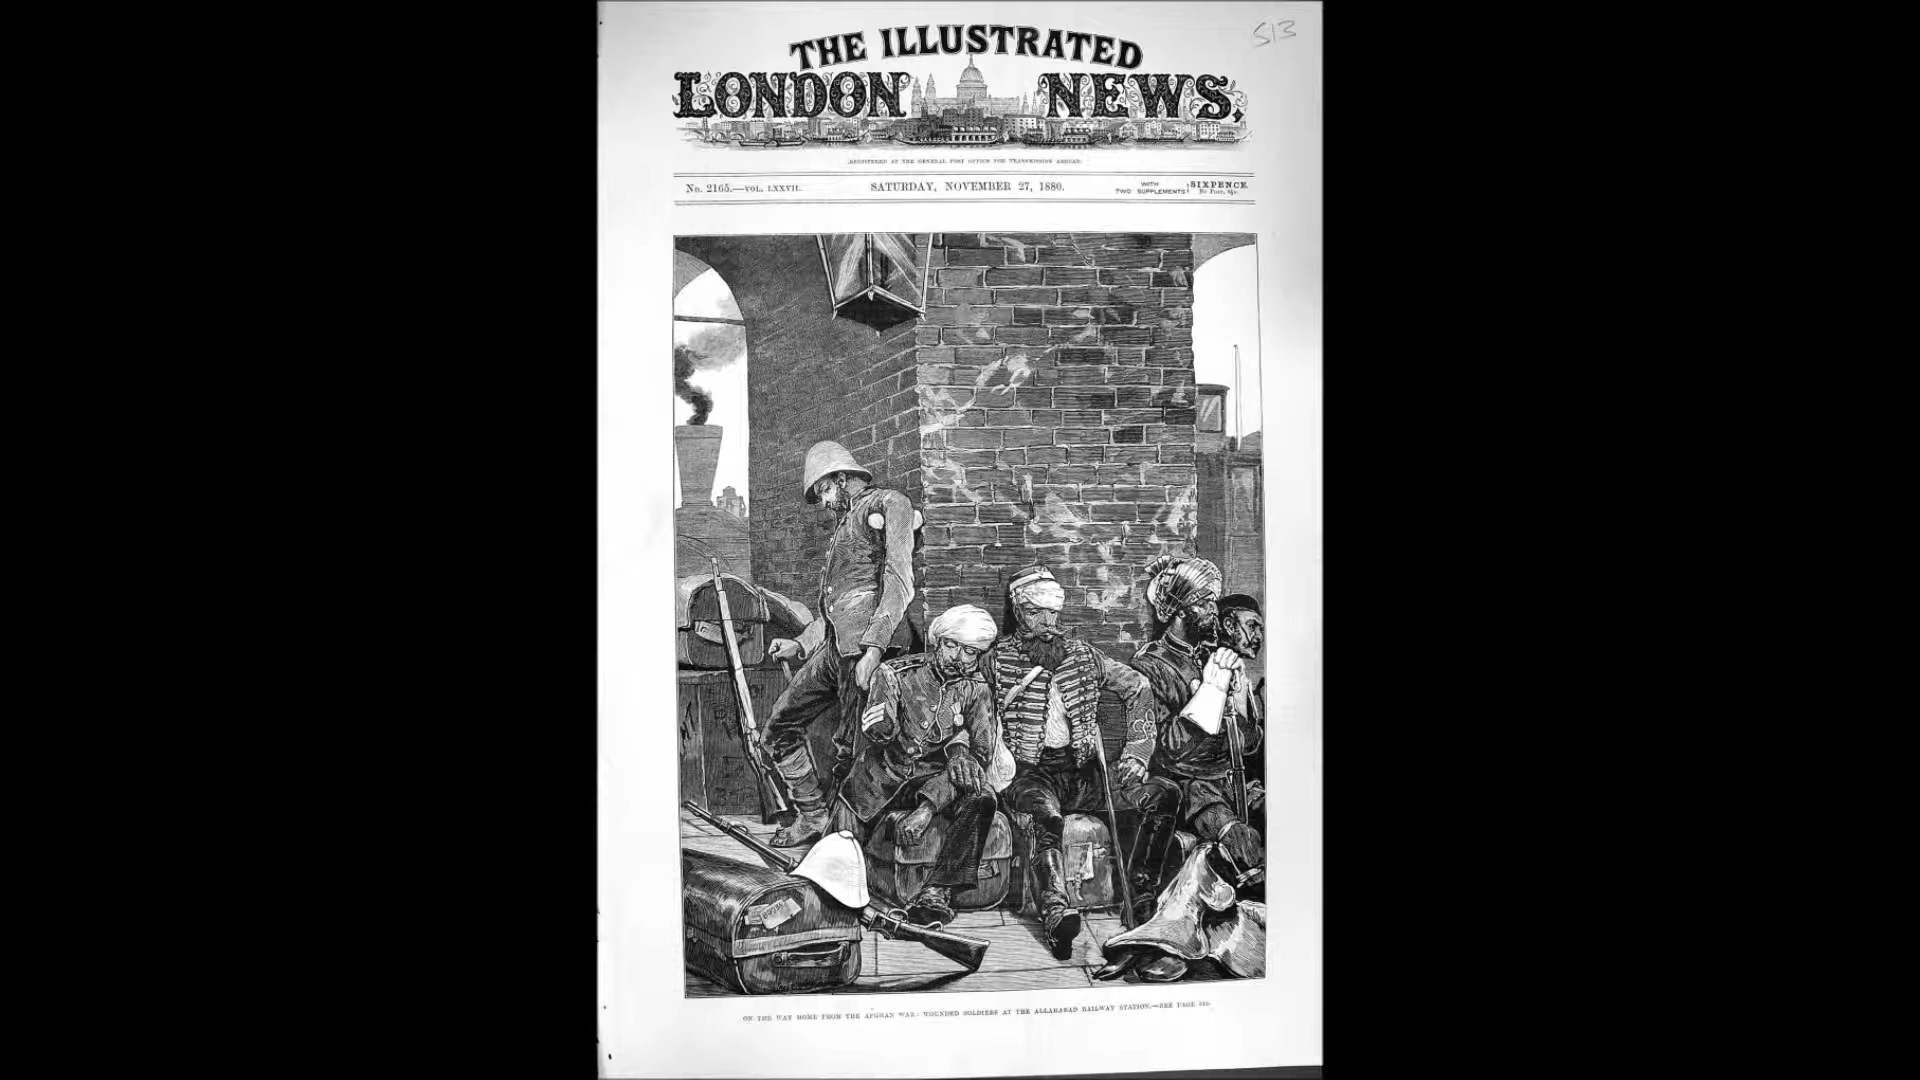 513
THE ILLUSTRATED
LONDON NEWS.
REGISTERED AT THE GENERAL POST OFFICE FOR TRANSMISSION ABROAD.
No. 2165.—VOL. LXXVII. SATURDAY, NOVEMBER 27, 1880. WITH TWO SUPPLEMENTS SIXPENCE. By Post, 6½D.
ON THE WAY HOME FROM THE AFGHAN WAR: WOUNDED SOLDIERS AT THE ALLAHABAD RAILWAY STATION.—SEE PAGE